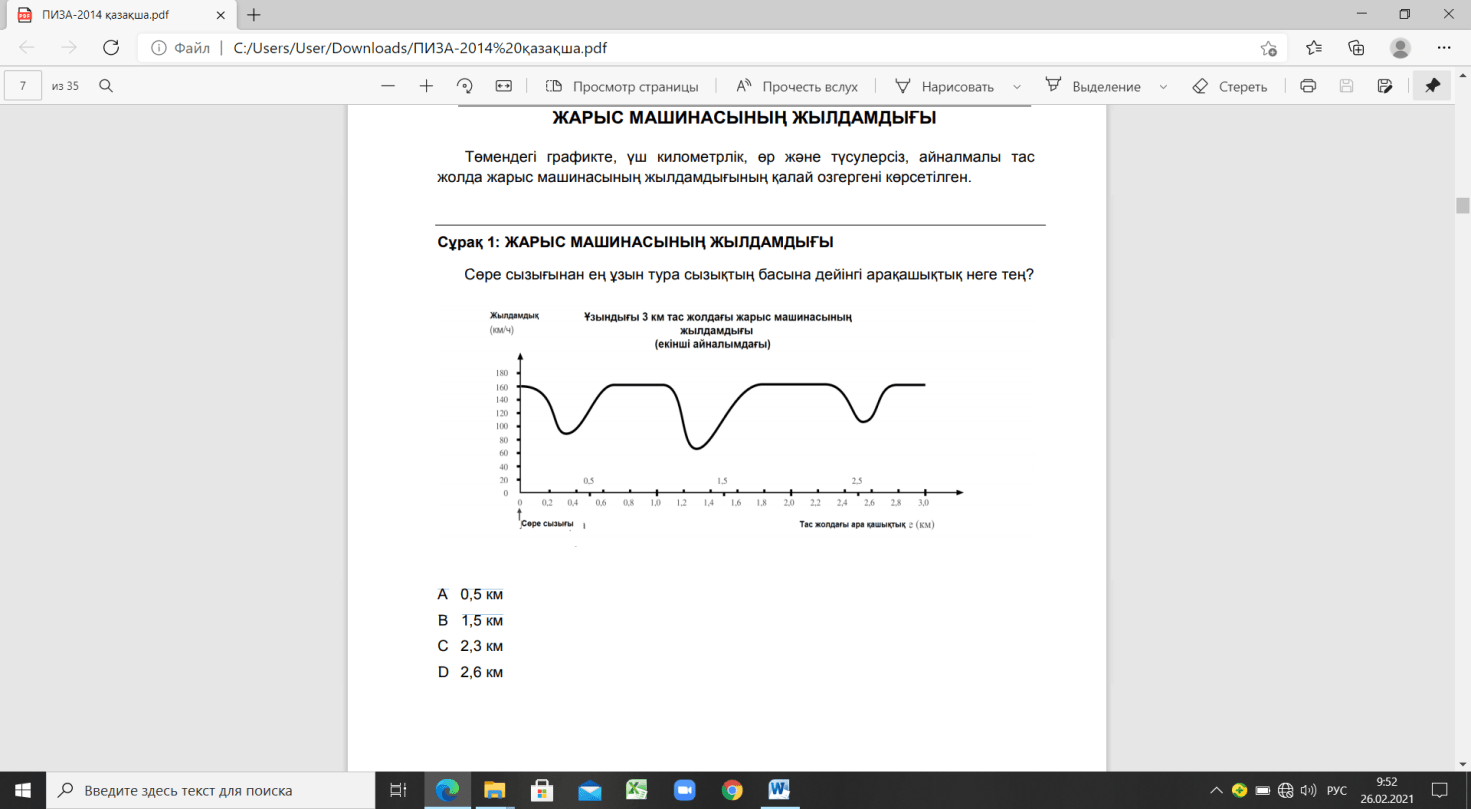 ПИЗА-2014 қазақша.pdf
Файл | C:/Users/User/Downloads/ПИЗА-2014%20қазақша.pdf
7 из 35 Просмотр страницы Прочесть вслух Нарисовать Выделение Стереть
ЖАРЫС МАШИНАСЫНЫҢ ЖЫЛДАМДЫҒЫ
Төмендегі графикте, үш километрлік, өр және түсулерсіз, айналмалы тас
жолда жарыс машинасының жылдамдығының қалай озгергені көрсетілген.
Сұрақ 1: ЖАРЫС МАШИНАСЫНЫҢ ЖЫЛДАМДЫҒЫ
Сөре сызығынан ең ұзын тура сызықтың басына дейінгі арақашықтық неге тең?
Жылдамдық
(км/ч)
Ұзындығы 3 км тас жолдағы жарыс машинасының
жылдамдығы
(екінші айналымдағы)
180
160
140
120
100
80
60
40
20
0
0,5 1,5 2,5
0 0,2 0,4 0,6 0,8 1,0 1,2 1,4 1,6 1,8 2,0 2,2 2,4 2,6 2,8 3,0
Сөре сызығы
Тас жолдағы ара қашықтық (км)
A 0,5 км
B 1,5 км
C 2,3 км
D 2,6 км
Введите здесь текст для поиска
РУС
9:52
26.02.2021